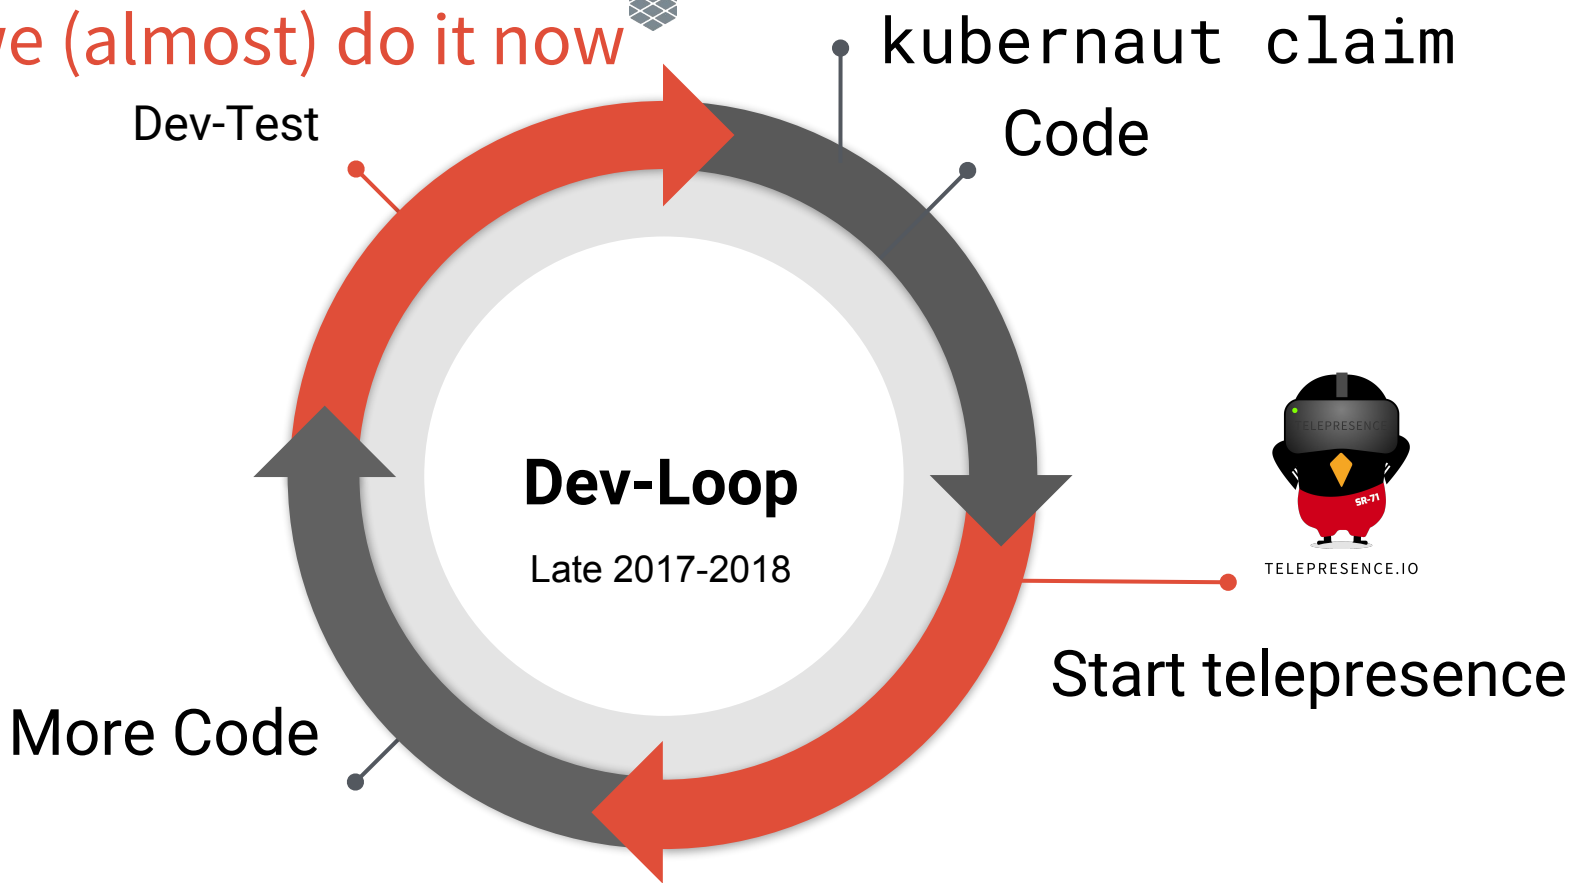 (almost) do it now
kubernaut claim
Dev-Test
Code
Dev-Loop
Late 2017-2018
TELEPRESENCE
SR-71
TELEPRESENCE.IO
Start telepresence
More Code